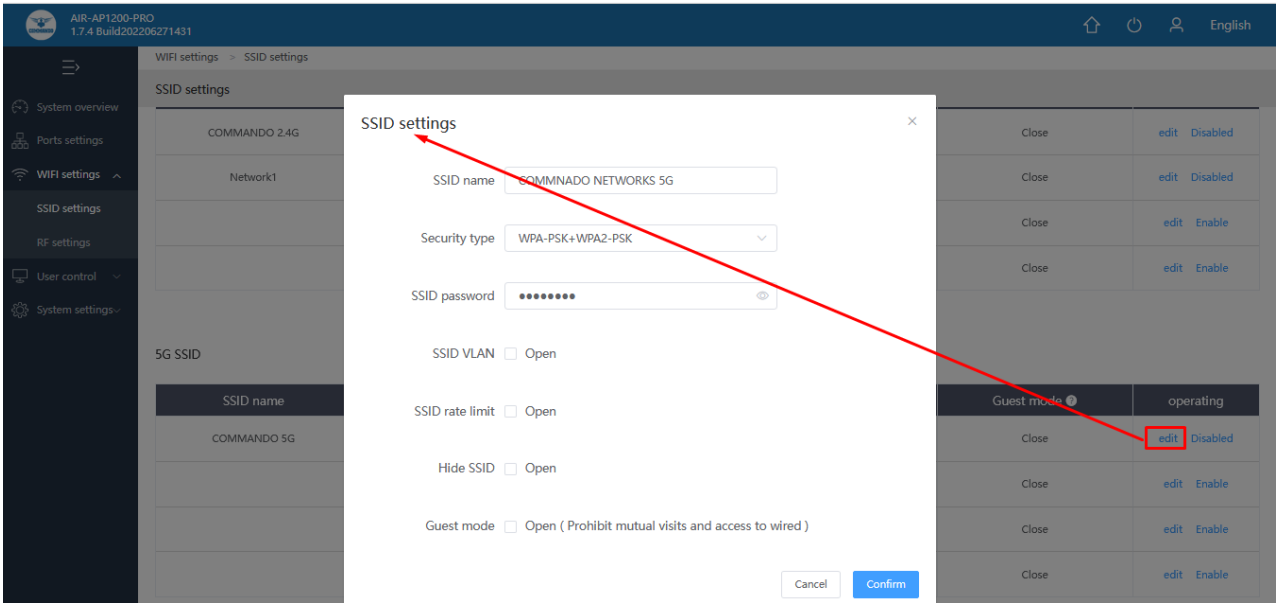 AIR-AP1200-PRO
1.7.4 Build202206271431
English
WIFI settings > SSID settings
SSID settings
System overview
Ports settings
WIFI settings
SSID settings
RF settings
User control
System settings
COMMANDO 2.4G Close edit Disabled
Network1 Close edit Disabled
Close edit Enable
Close edit Enable
SSID settings
SSID name COMMNADO NETWORKS 5G
Security type WPA-PSK+WPA2-PSK
SSID password ••••••••
SSID VLAN Open
SSID rate limit Open
Hide SSID Open
Guest mode Open ( Prohibit mutual visits and access to wired )
Cancel Confirm
5G SSID
SSID name Guest mode operating
COMMANDO 5G Close edit Disabled
Close edit Enable
Close edit Enable
Close edit Enable